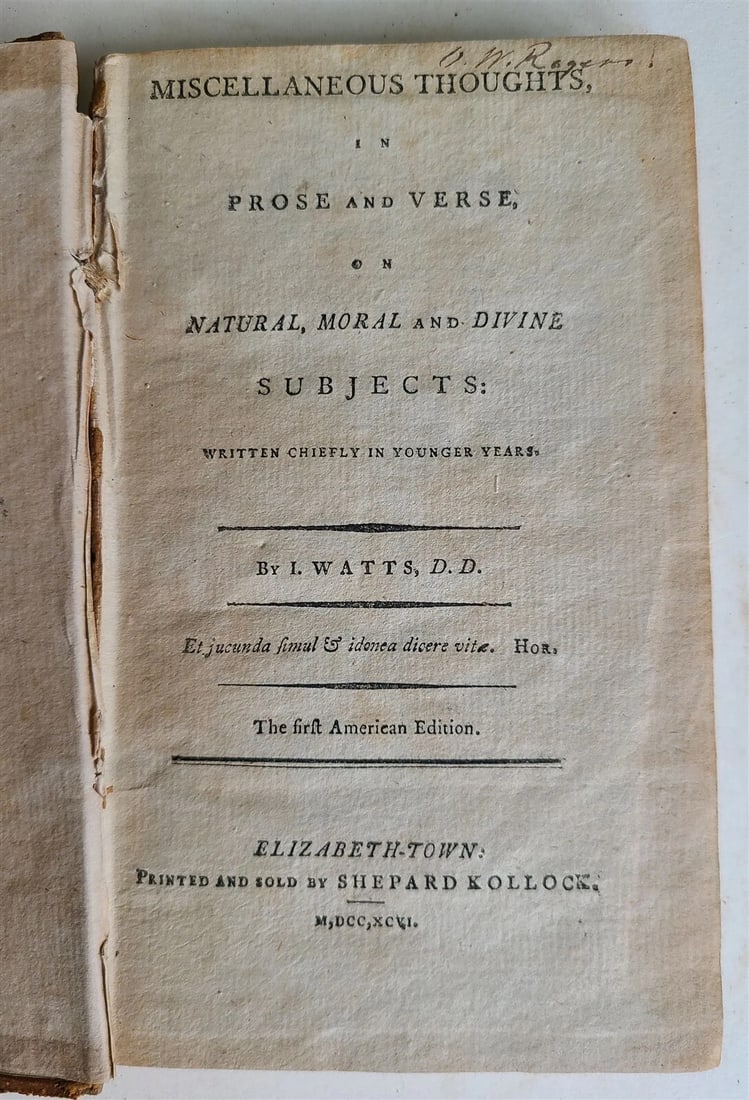 O. W. Rogers.
MISCELLANEOUS THOUGHTS,
IN
PROSE AND VERSE,
ON
NATURAL, MORAL AND DIVINE
SUBJECTS:
WRITTEN CHIEFLY IN YOUNGER YEARS.
By I. WATTS, D. D.
Et jucunda ſimul & idonea dicere vitæ. HOR.
The firſt American Edition.
ELIZABETH-TOWN:
PRINTED AND SOLD BY SHEPARD KOLLOCK.
M,DCC,XCVI.